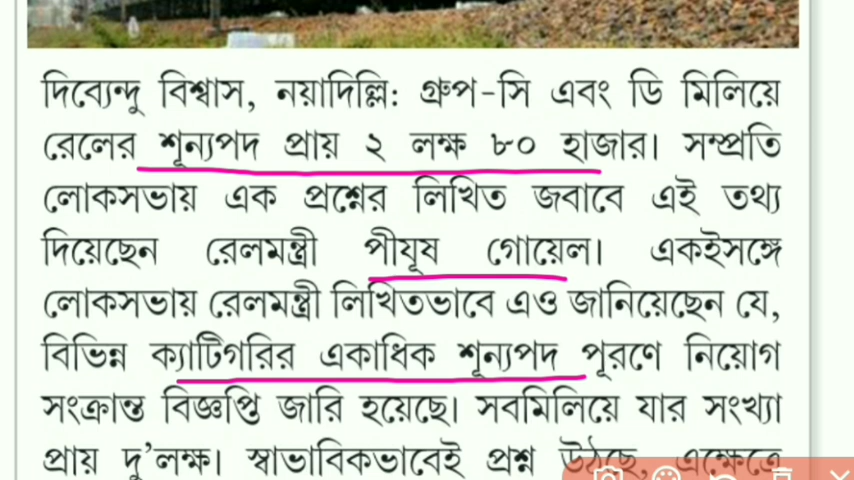 দিব্যেন্দু বিশ্বাস, নয়াদিল্লি: গ্রুপ-সি এবং ডি মিলিয়ে
রেলের শূন্যপদ প্রায় ২ লক্ষ ৮০ হাজার। সম্প্রতি
লোকসভায় এক প্রশ্নের লিখিত জবাবে এই তথ্য
দিয়েছেন রেলমন্ত্রী পীযূষ গোয়েল। একইসঙ্গে
লোকসভায় রেলমন্ত্রী লিখিতভাবে এও জানিয়েছেন যে,
বিভিন্ন ক্যাটিগরির একাধিক শূন্যপদ পূরণে নিয়োগ
সংক্রান্ত বিজ্ঞপ্তি জারি হয়েছে। সবমিলিয়ে যার সংখ্যা
প্রায় দু'লক্ষ। স্বাভাবিকভাবেই প্রশ্ন উঠছে, এক্ষেত্রে